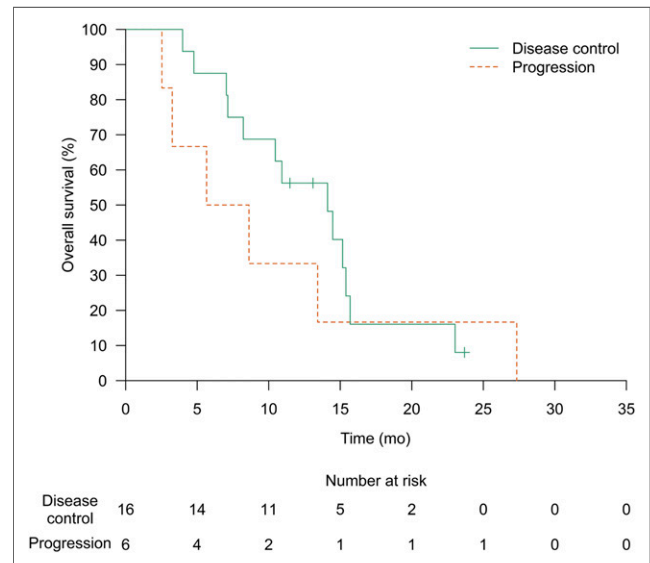 100
90
80
70
60
50
40
30
20
10
0
Overall survival (%)
Disease control
Progression
0 5 10 15 20 25 30 35
Time (mo)
Number at risk
Disease
control 16 14 11 5 2 0 0 0
Progression 6 4 2 1 1 1 0 0